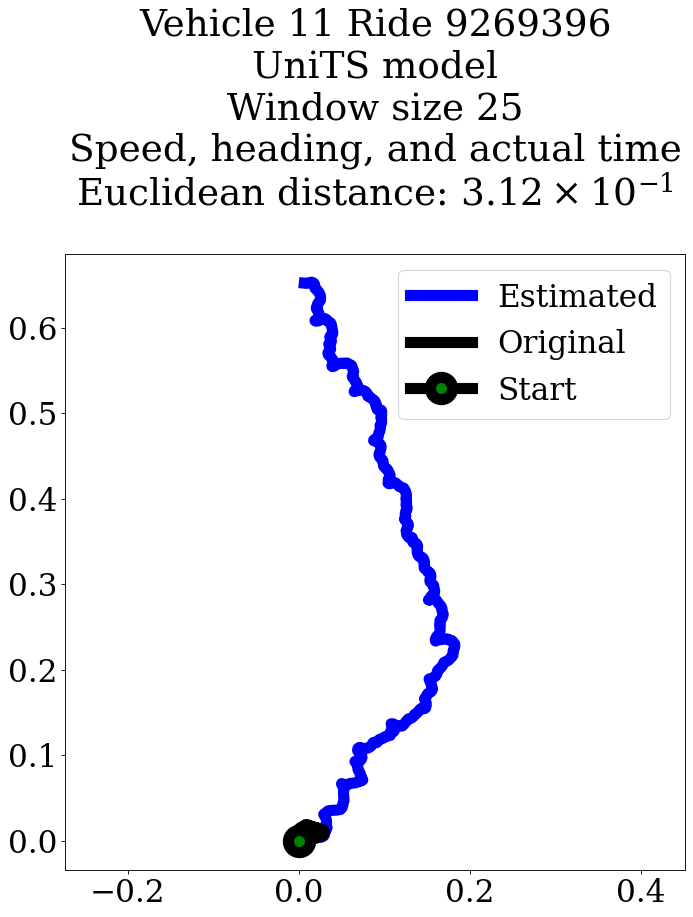 Vehicle 11 Ride 9269396
UniTS model
Window size 25
Speed, heading, and actual time
Euclidean distance: 3.12 × 10⁻¹
Estimated
Original
Start
0.6
0.5
0.4
0.3
0.2
0.1
0.0
−0.2 0.0 0.2 0.4